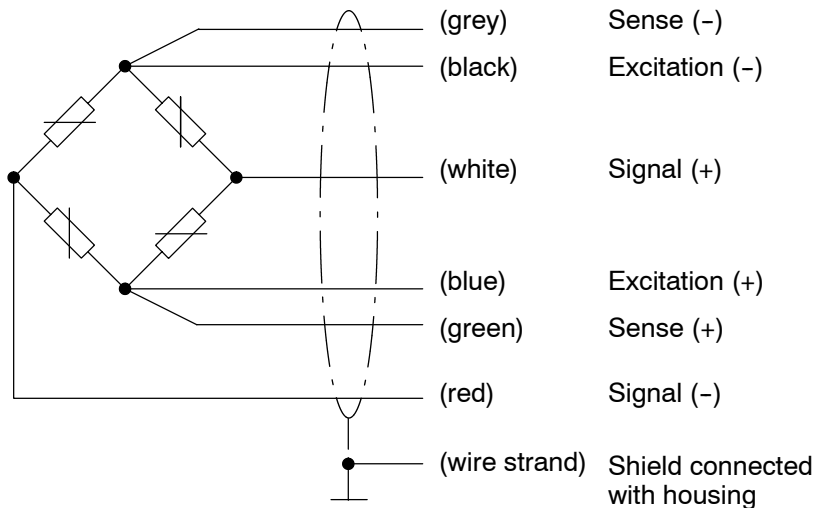 (grey) Sense (–)
(black) Excitation (–)
(white) Signal (+)
(blue) Excitation (+)
(green) Sense (+)
(red) Signal (–)
(wire strand) Shield connected
with housing